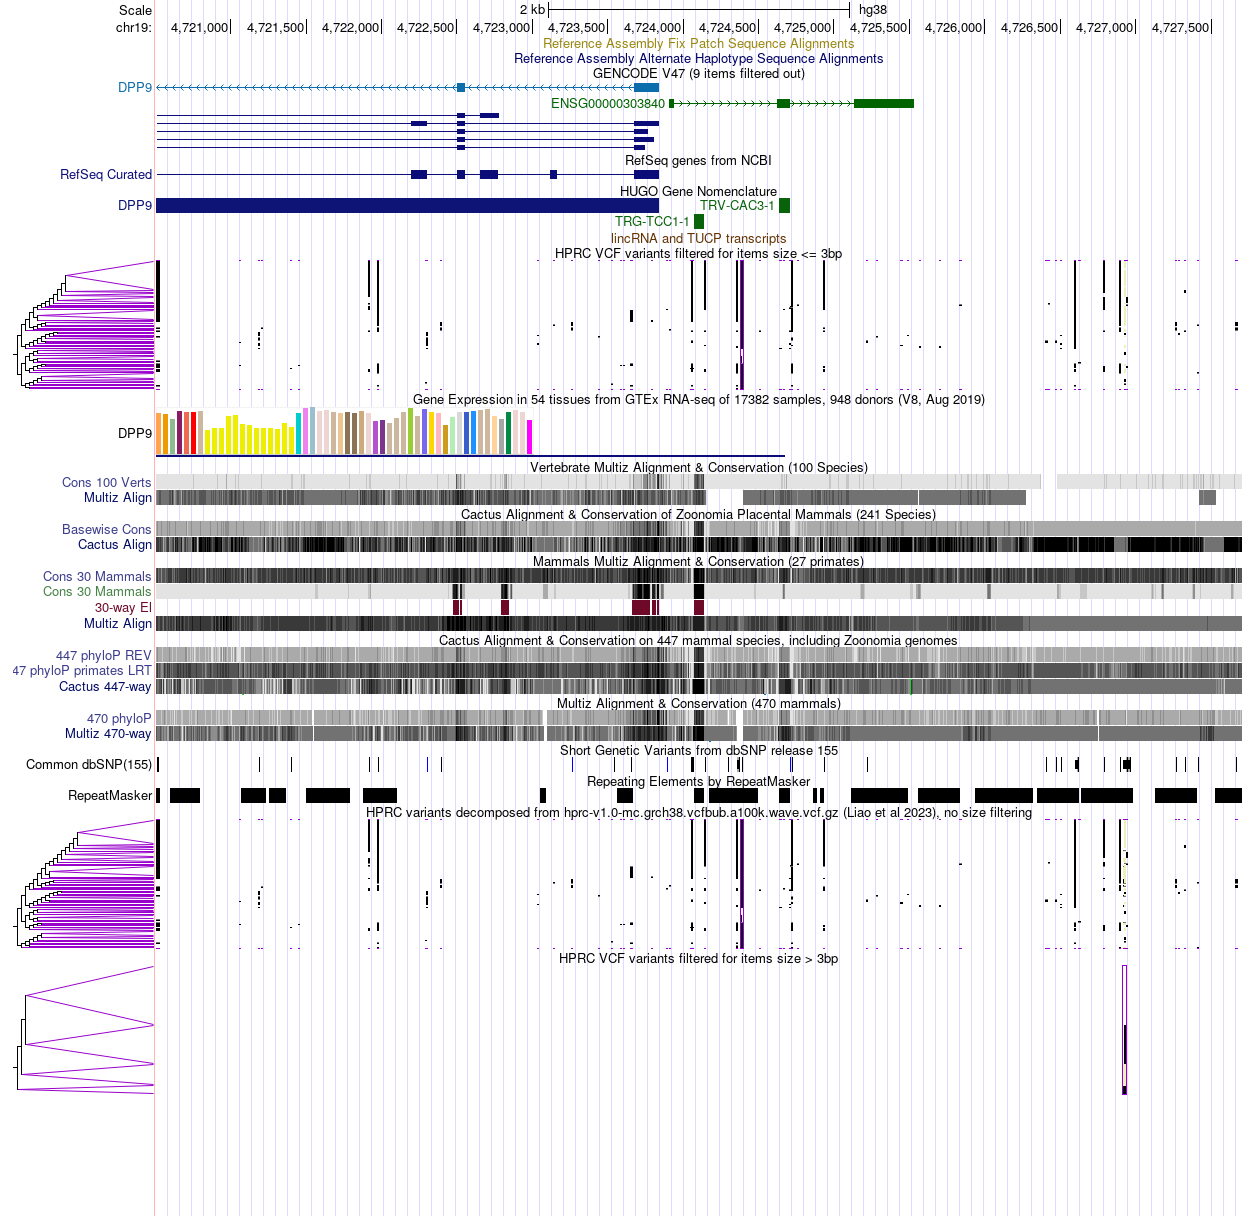 Scale 2 kb hg38
chr19: 4,721,000 4,721,500 4,722,000 4,722,500 4,723,000 4,723,500 4,724,000 4,724,500 4,725,000 4,725,500 4,726,000 4,726,500 4,727,000 4,727,500
Reference Assembly Fix Patch Sequence Alignments
Reference Assembly Alternate Haplotype Sequence Alignments
GENCODE V47 (9 items filtered out)
DPP9
ENSG00000303840
RefSeq genes from NCBI
RefSeq Curated
HUGO Gene Nomenclature
DPP9 TRV-CAC3-1
TRG-TCC1-1
lincRNA and TUCP transcripts
HPRC VCF variants filtered for items size <= 3bp
Gene Expression in 54 tissues from GTEx RNA-seq of 17382 samples, 948 donors (V8, Aug 2019)
DPP9
Vertebrate Multiz Alignment & Conservation (100 Species)
Cons 100 Verts
Multiz Align
Cactus Alignment & Conservation of Zoonomia Placental Mammals (241 Species)
Basewise Cons
Cactus Align
Mammals Multiz Alignment & Conservation (27 primates)
Cons 30 Mammals
Cons 30 Mammals
30-way El
Multiz Align
Cactus Alignment & Conservation on 447 mammal species, including Zoonomia genomes
447 phyloP REV
47 phyloP primates LRT
Cactus 447-way
Multiz Alignment & Conservation (470 mammals)
470 phyloP
Multiz 470-way
Short Genetic Variants from dbSNP release 155
Common dbSNP(155)
Repeating Elements by RepeatMasker
RepeatMasker
HPRC variants decomposed from hprc-v1.0-mc.grch38.vcfbub.a100k.wave.vcf.gz (Liao et al 2023), no size filtering
HPRC VCF variants filtered for items size > 3bp